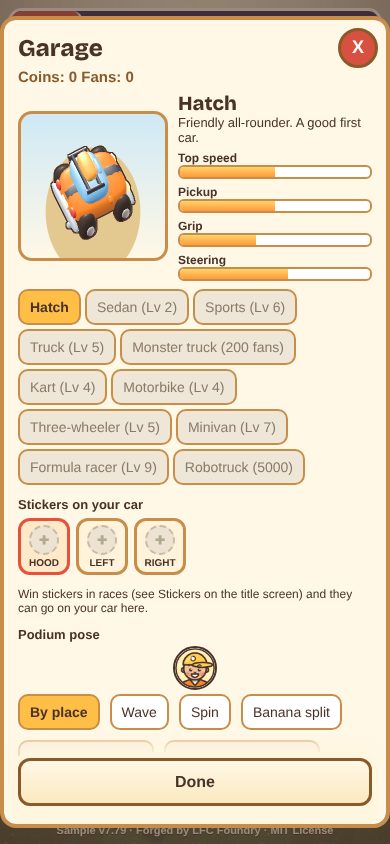 Garage
X
Coins: 0 Fans: 0
Hatch
Friendly all-rounder. A good first
car.
Top speed
Pickup
Grip
Steering
Hatch
Sedan (Lv 2)
Sports (Lv 6)
Truck (Lv 5)
Monster truck (200 fans)
Kart (Lv 4)
Motorbike (Lv 4)
Three-wheeler (Lv 5)
Minivan (Lv 7)
Formula racer (Lv 9)
Robotruck (5000)
Stickers on your car
HOOD
LEFT
RIGHT
Win stickers in races (see Stickers on the title screen) and they
can go on your car here.
Podium pose
By place
Wave
Spin
Banana split
Done
Sample v7.79 · Forged by LFC Foundry · MIT License